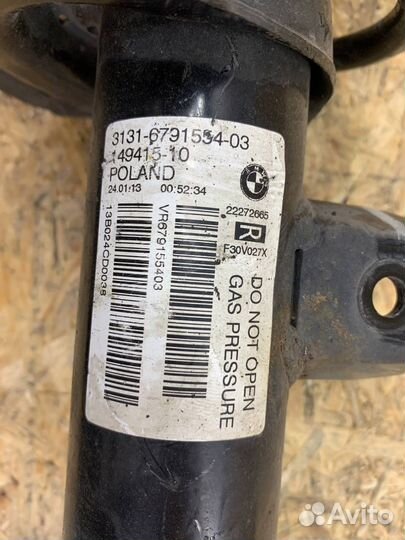 3131-6791554-03
149415-10
POLAND
24.01.13 00:52:34
22272665
R
F30V027X
DO NOT OPEN
GAS PRESSURE
VR679155403
13B024CD0038
Avito